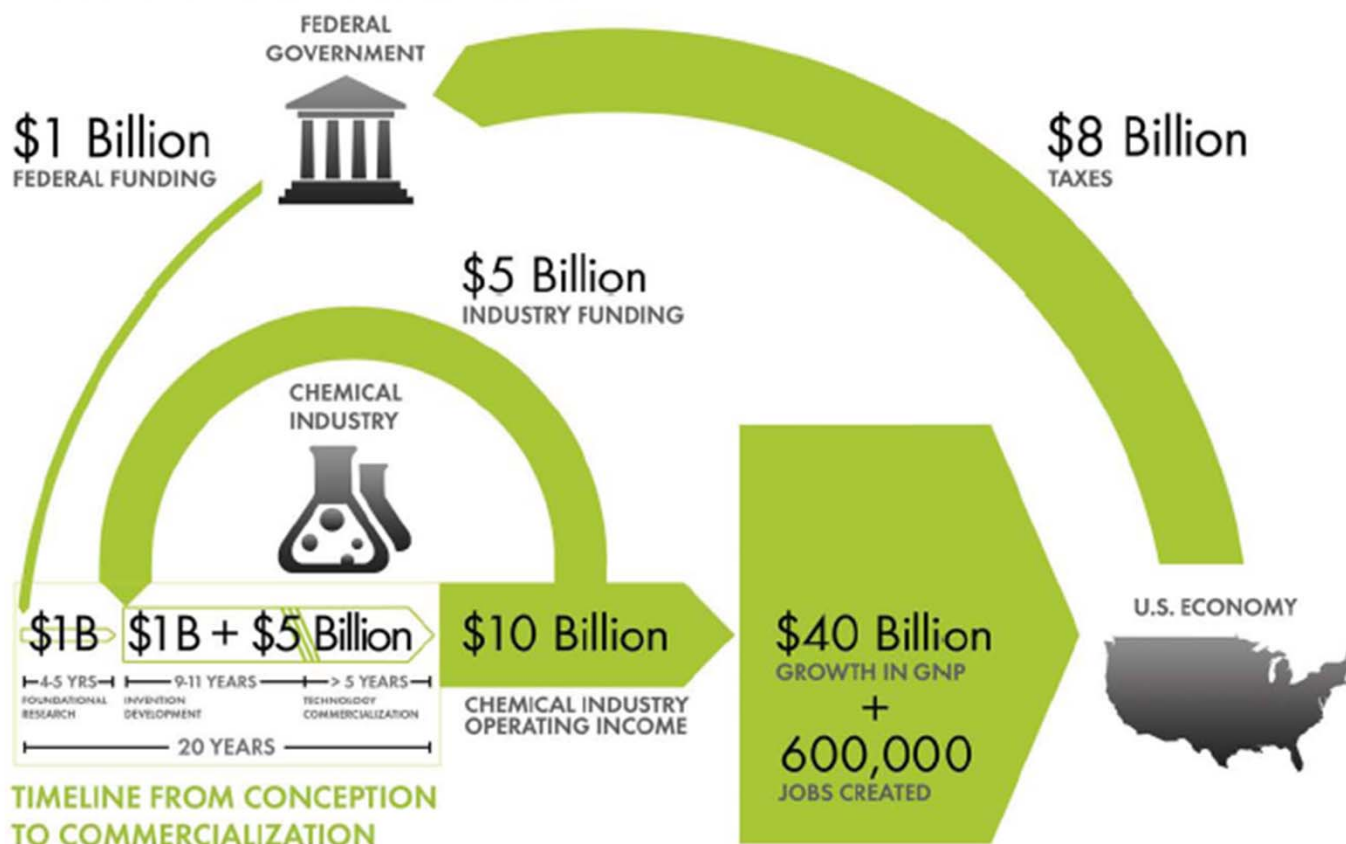 FEDERAL
GOVERNMENT
$1 Billion
FEDERAL FUNDING
$8 Billion
TAXES
$5 Billion
INDUSTRY FUNDING
CHEMICAL
INDUSTRY
$1B
$1B + $5 Billion
4-5 YRS
FOUNDATIONAL
RESEARCH
9-11 YEARS
INVENTION
DEVELOPMENT
> 5 YEARS
TECHNOLOGY
COMMERCIALIZATION
20 YEARS
TIMELINE FROM CONCEPTION
TO COMMERCIALIZATION
$10 Billion
CHEMICAL INDUSTRY
OPERATING INCOME
$40 Billion
GROWTH IN GNP
+
600,000
JOBS CREATED
U.S. ECONOMY